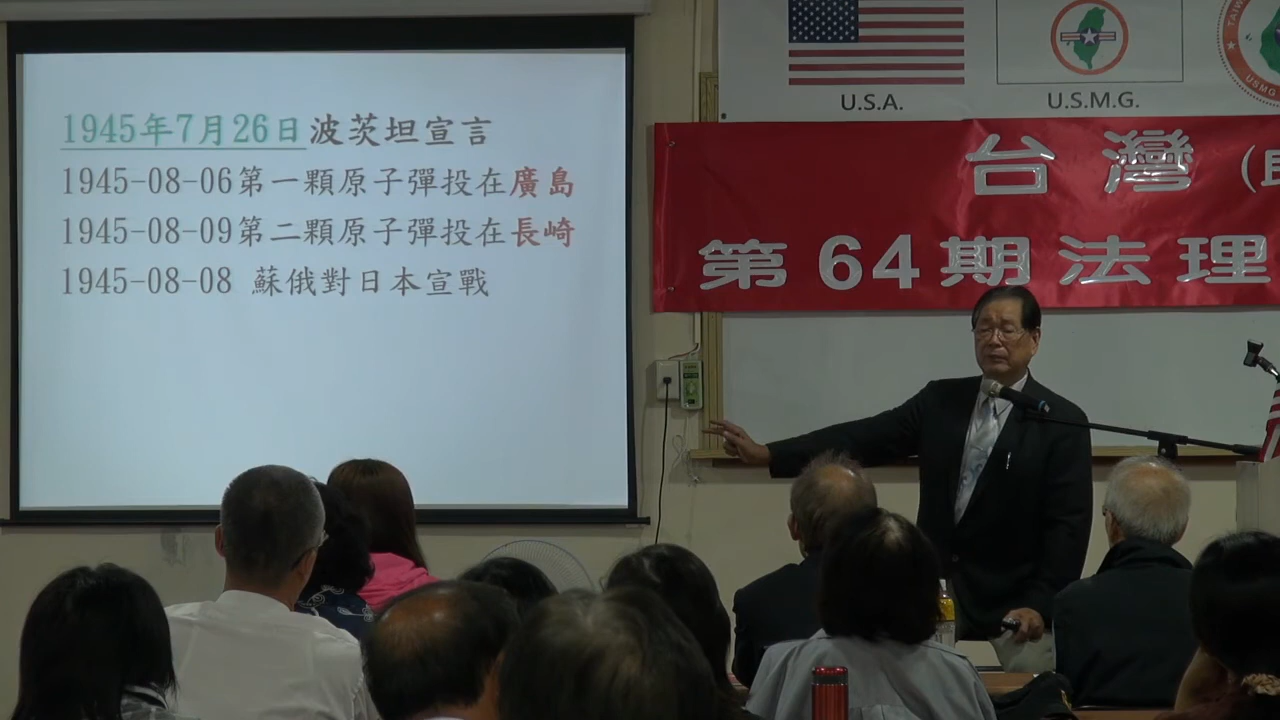 1945年7月26日波茨坦宣言
1945-08-06第一顆原子彈投在廣島
1945-08-09第二顆原子彈投在長崎
1945-08-08 蘇俄對日本宣戰
U.S.A.
U.S.M.G.
台灣(
第64期法理